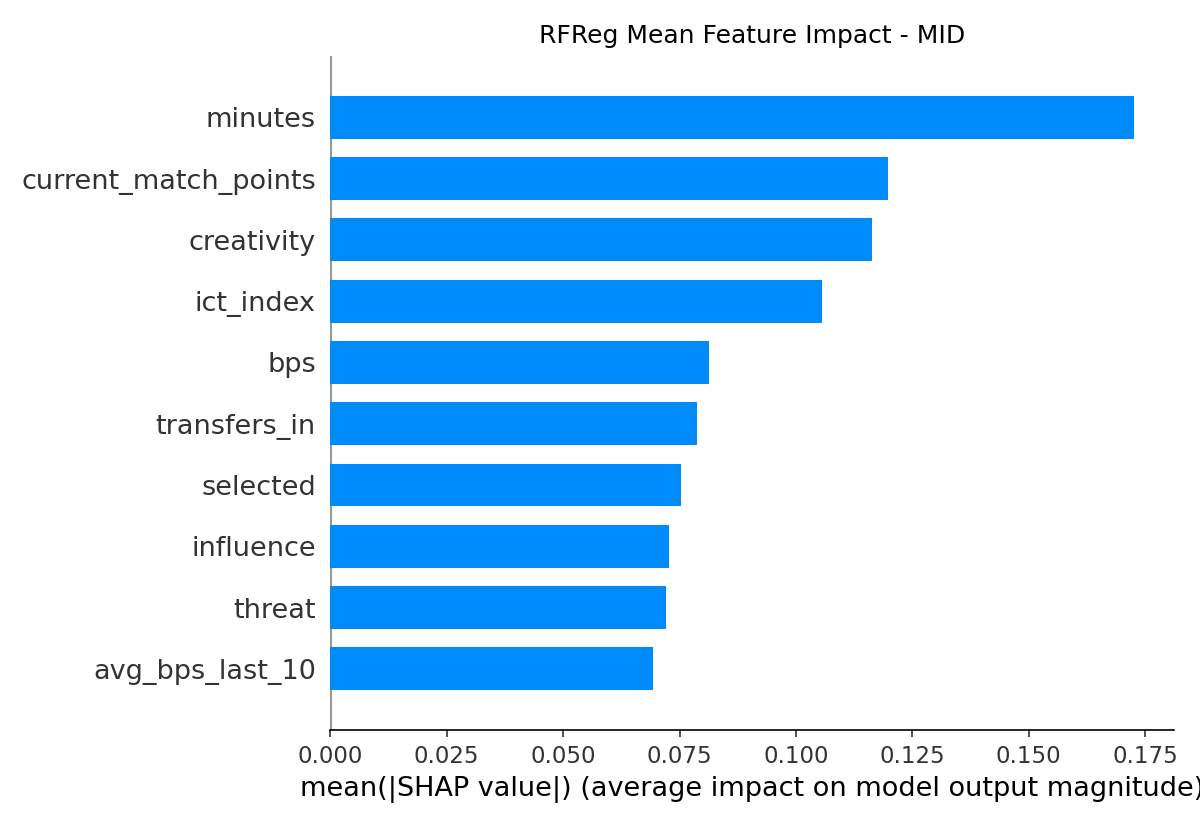 RFReg Mean Feature Impact - MID
minutes
current_match_points
creativity
ict_index
bps
transfers_in
selected
influence
threat
avg_bps_last_10
0.000 0.025 0.050 0.075 0.100 0.125 0.150 0.175
mean(|SHAP value|) (average impact on model output magnitude)